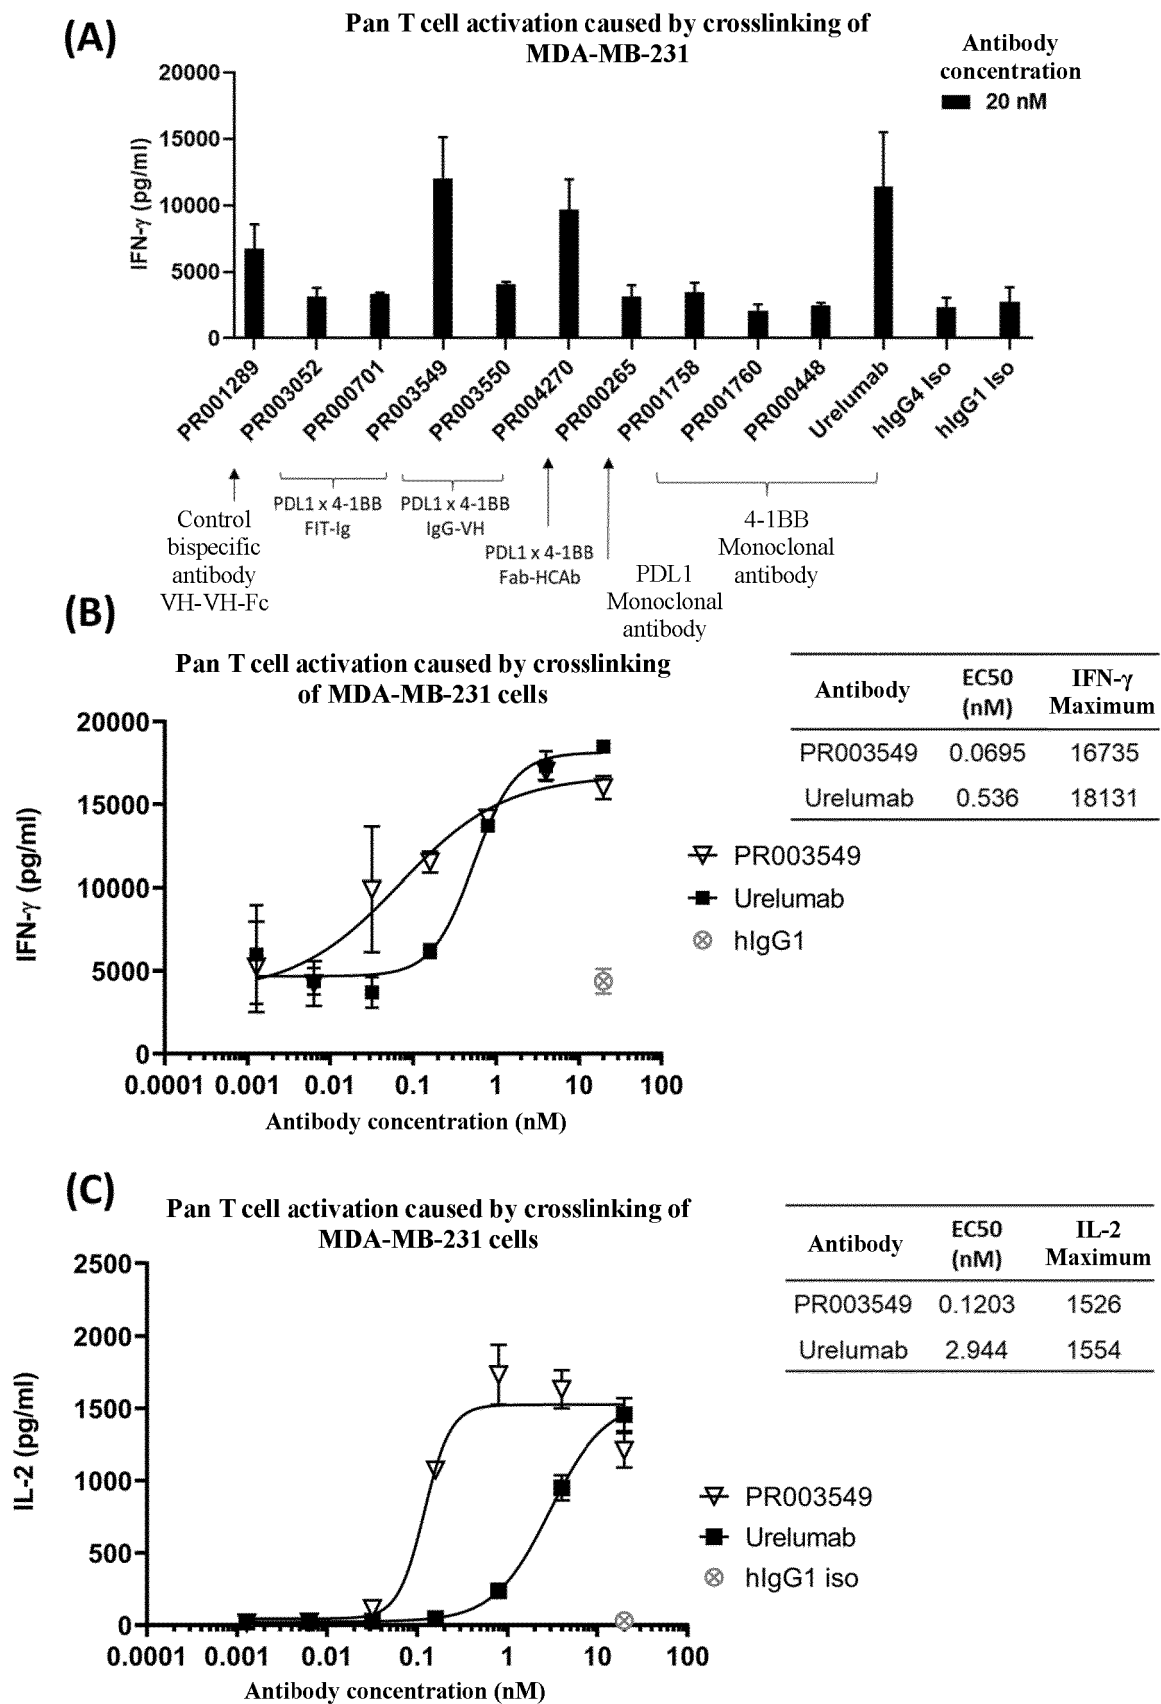 (A)
Pan T cell activation caused by crosslinking of
MDA-MB-231
Antibody
concentration
20 nM
IFN-γ (pg/ml)
20000
15000
10000
5000
0
PR001289
PR003052
PR000701
PR003549
PR003550
PR004270
PR000265
PR001758
PR001760
PR000448
Urelumab
hIgG4 Iso
hIgG1 Iso
Control
bispecific
antibody
VH-VH-Fc
PDL1 x 4-1BB
FIT-Ig
PDL1 x 4-1BB
IgG-VH
PDL1 x 4-1BB
Fab-HCAb
PDL1
Monoclonal
antibody
4-1BB
Monoclonal
antibody
(B)
Pan T cell activation caused by crosslinking
of MDA-MB-231 cells
IFN-γ (pg/ml)
20000
15000
10000
5000
0
0.0001 0.001 0.01 0.1 1 10 100
Antibody concentration (nM)
Antibody EC50 (nM) IFN-γ Maximum
PR003549 0.0695 16735
Urelumab 0.536 18131
PR003549
Urelumab
hIgG1
(C)
Pan T cell activation caused by crosslinking of
MDA-MB-231 cells
IL-2 (pg/ml)
2500
2000
1500
1000
500
0
0.0001 0.001 0.01 0.1 1 10 100
Antibody concentration (nM)
Antibody EC50 (nM) IL-2 Maximum
PR003549 0.1203 1526
Urelumab 2.944 1554
PR003549
Urelumab
hIgG1 iso